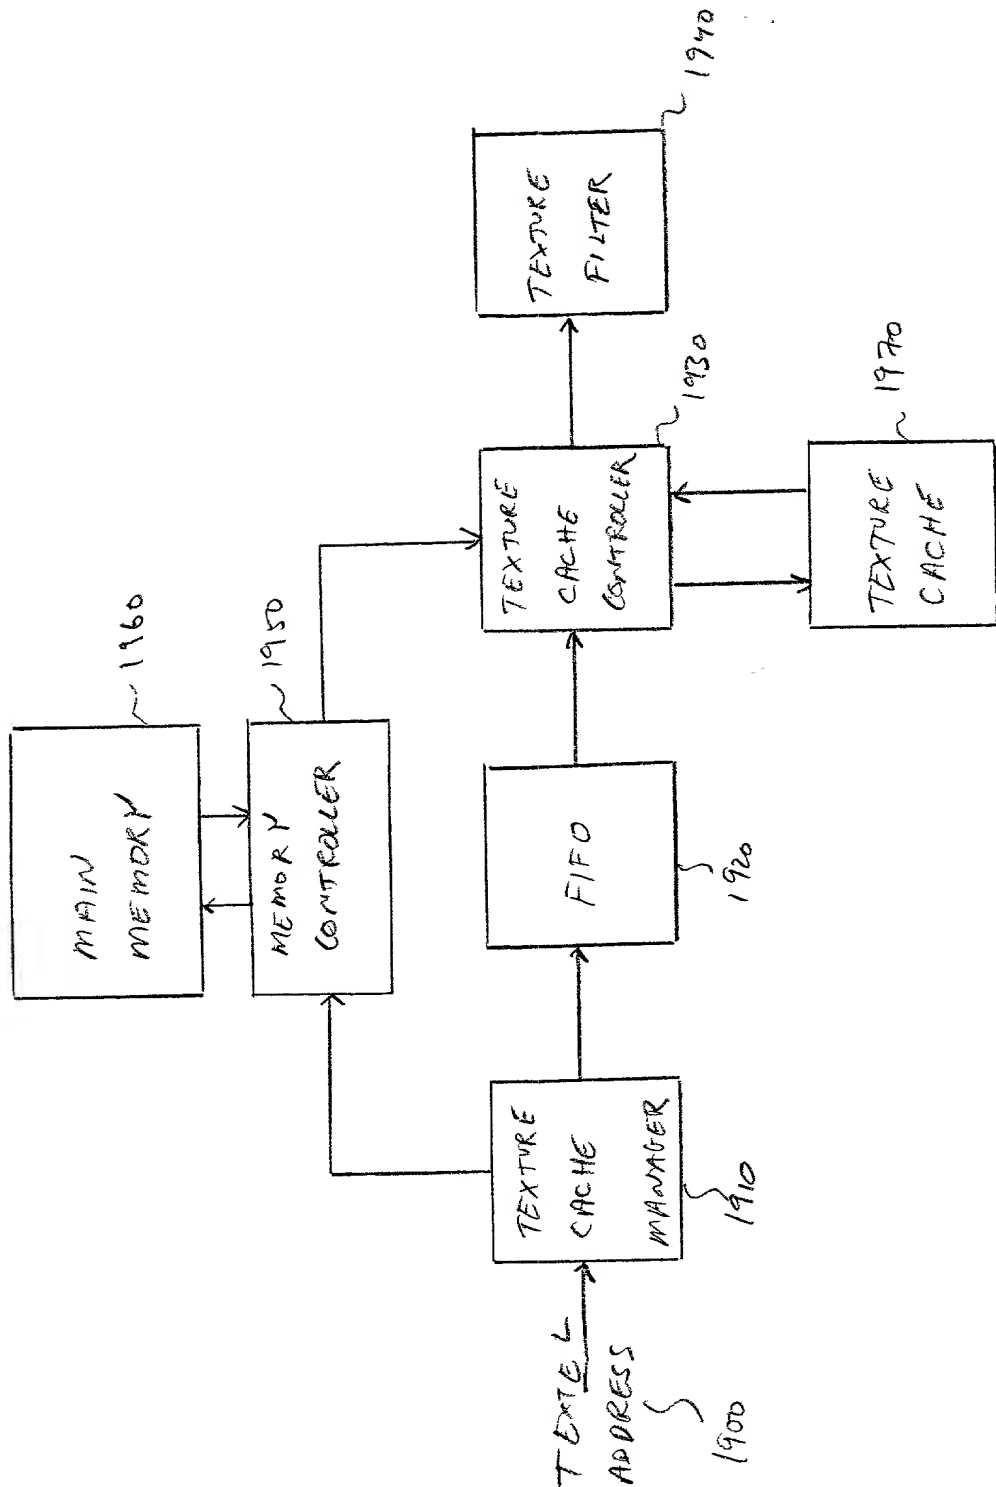 MAIN
MEMORY
1960
MEMORY
CONTROLLER
1950
TEXEL
ADDRESS
1900
TEXTURE
CACHE
MANAGER
1910
FIFO
1920
TEXTURE
CACHE
CONTROLLER
1930
TEXTURE
FILTER
1940
TEXTURE
CACHE
1970